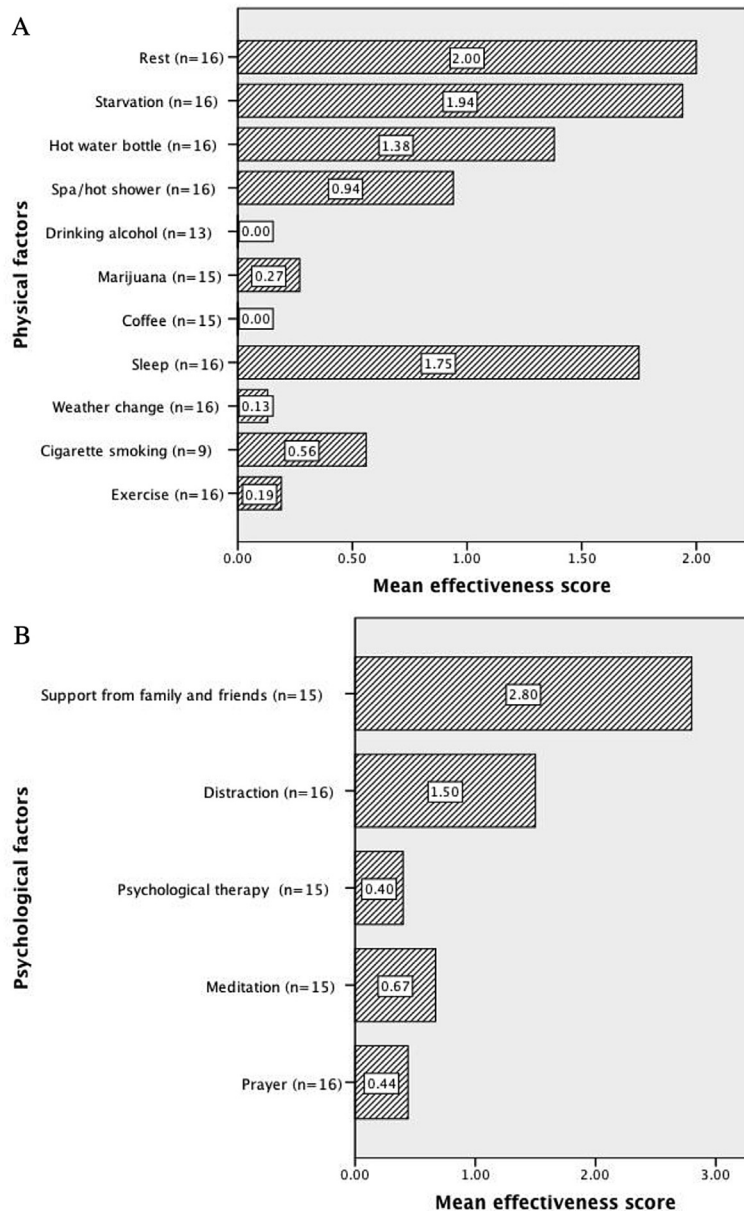 A
Physical factors
Rest (n=16)
2.00
Starvation (n=16)
1.94
Hot water bottle (n=16)
1.38
Spa/hot shower (n=16)
0.94
Drinking alcohol (n=13)
0.00
Marijuana (n=15)
0.27
Coffee (n=15)
0.00
Sleep (n=16)
1.75
Weather change (n=16)
0.13
Cigarette smoking (n=9)
0.56
Exercise (n=16)
0.19
0.00 0.50 1.00 1.50 2.00
Mean effectiveness score
B
Psychological factors
Support from family and friends (n=15)
2.80
Distraction (n=16)
1.50
Psychological therapy (n=15)
0.40
Meditation (n=15)
0.67
Prayer (n=16)
0.44
0.00 1.00 2.00 3.00
Mean effectiveness score